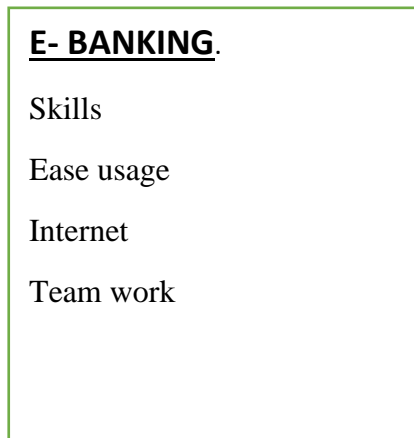 E- BANKING.
Skills
Ease usage
Internet
Team work